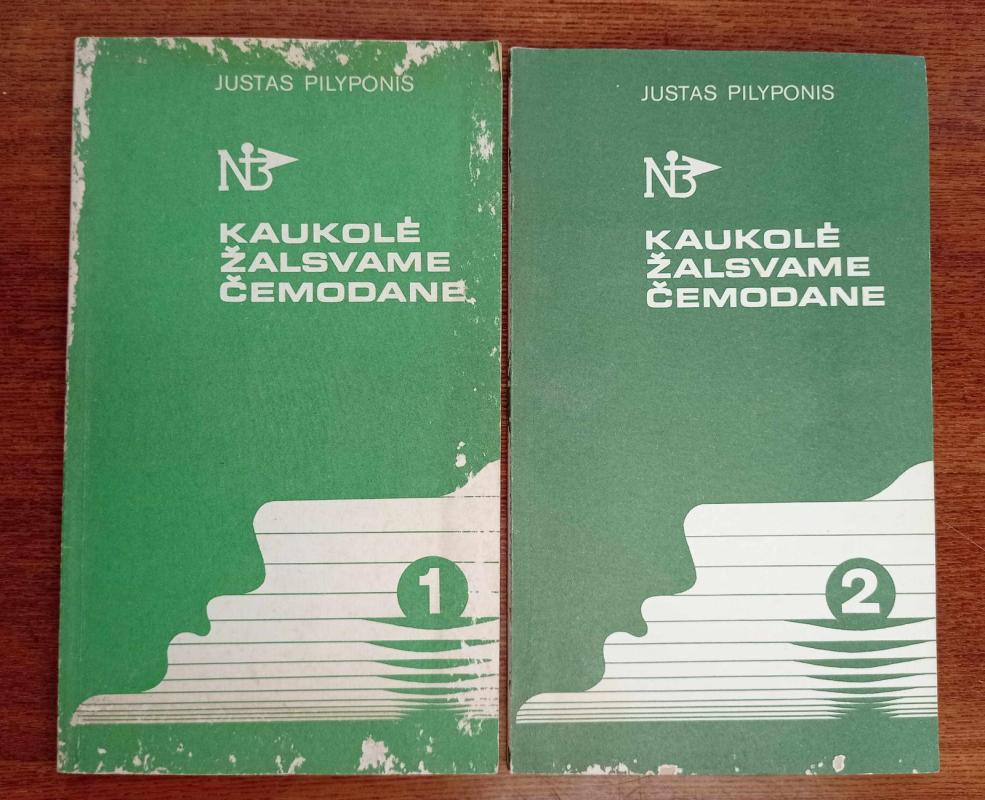 JUSTAS PILYPONIS
NB
KAUKOLĖ
ŽALSVAME
ČEMODANE
1
JUSTAS PILYPONIS
NB
KAUKOLĖ
ŽALSVAME
ČEMODANE
2